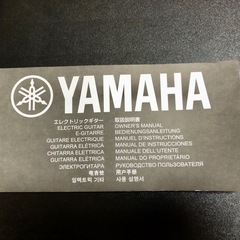 YAMAHA
エレクトリックギター 取扱説明書
ELECTRIC GUITAR OWNER'S MANUAL
E-GITARRE BEDIENUNGSANLEITUNG
GUITARE ELECTRIQUE MANUEL D'INSTRUCTIONS
GUITARRA ELÉCTRICA MANUAL DE INSTRUCCIONES
CHITARRA ELETTRICA MANUALE DELL'UTENTE
GUITARRA ELÉTRICA MANUAL DO PROPRIETÁRIO
ЭЛЕКТРОГИТАРА РУКОВОДСТВО ПОЛЬЗОВАТЕЛЯ
电吉他 用户手册
일렉트릭 기타 사용 설명서